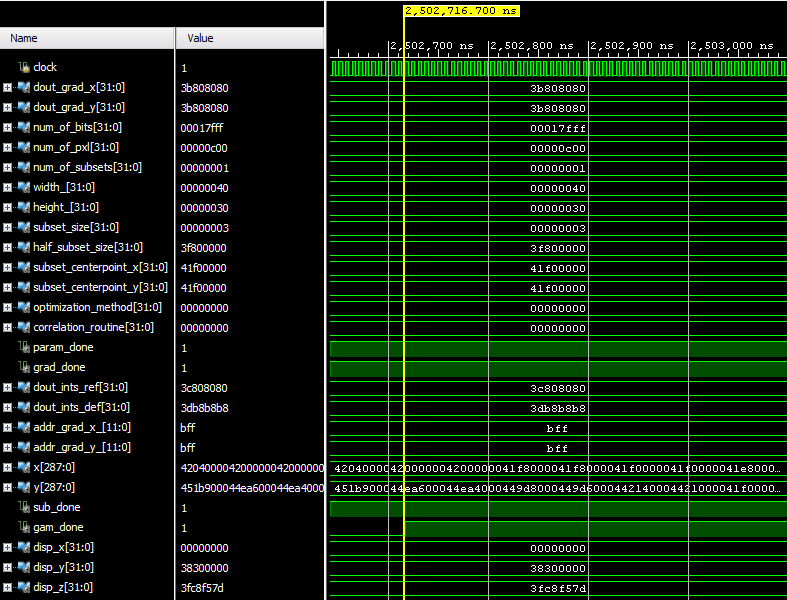 2,502,716.700 ns
Name Value 2,502,700 ns 2,502,800 ns 2,502,900 ns 2,503,000 ns
clock 1
dout_grad_x[31:0] 3b808080 3b808080
dout_grad_y[31:0] 3b808080 3b808080
num_of_bits[31:0] 00017fff 00017fff
num_of_pxl[31:0] 00000c00 00000c00
num_of_subsets[31:0] 00000001 00000001
width_[31:0] 00000040 00000040
height_[31:0] 00000030 00000030
subset_size[31:0] 00000003 00000003
half_subset_size[31:0] 3f800000 3f800000
subset_centerpoint_x[31:0] 41f00000 41f00000
subset_centerpoint_y[31:0] 41f00000 41f00000
optimization_method[31:0] 00000000 00000000
correlation_routine[31:0] 00000000 00000000
param_done 1
grad_done 1
dout_ints_ref[31:0] 3c808080 3c808080
dout_ints_def[31:0] 3db8b8b8 3db8b8b8
addr_grad_x_[11:0] bff bff
addr_grad_y_[11:0] bff bff
x[287:0] 420400004200000042000000 420400004200000042000000041f8000041f8000041f0000041f0000041e8000...
y[287:0] 451b900044ea600044ea4000 451b900044ea600044ea4000449d8000449d6000442140004421000041f0000...
sub_done 1
gam_done 1
disp_x[31:0] 00000000 00000000
disp_y[31:0] 38300000 38300000
disp_z[31:0] 3fc8f57d 3fc8f57d